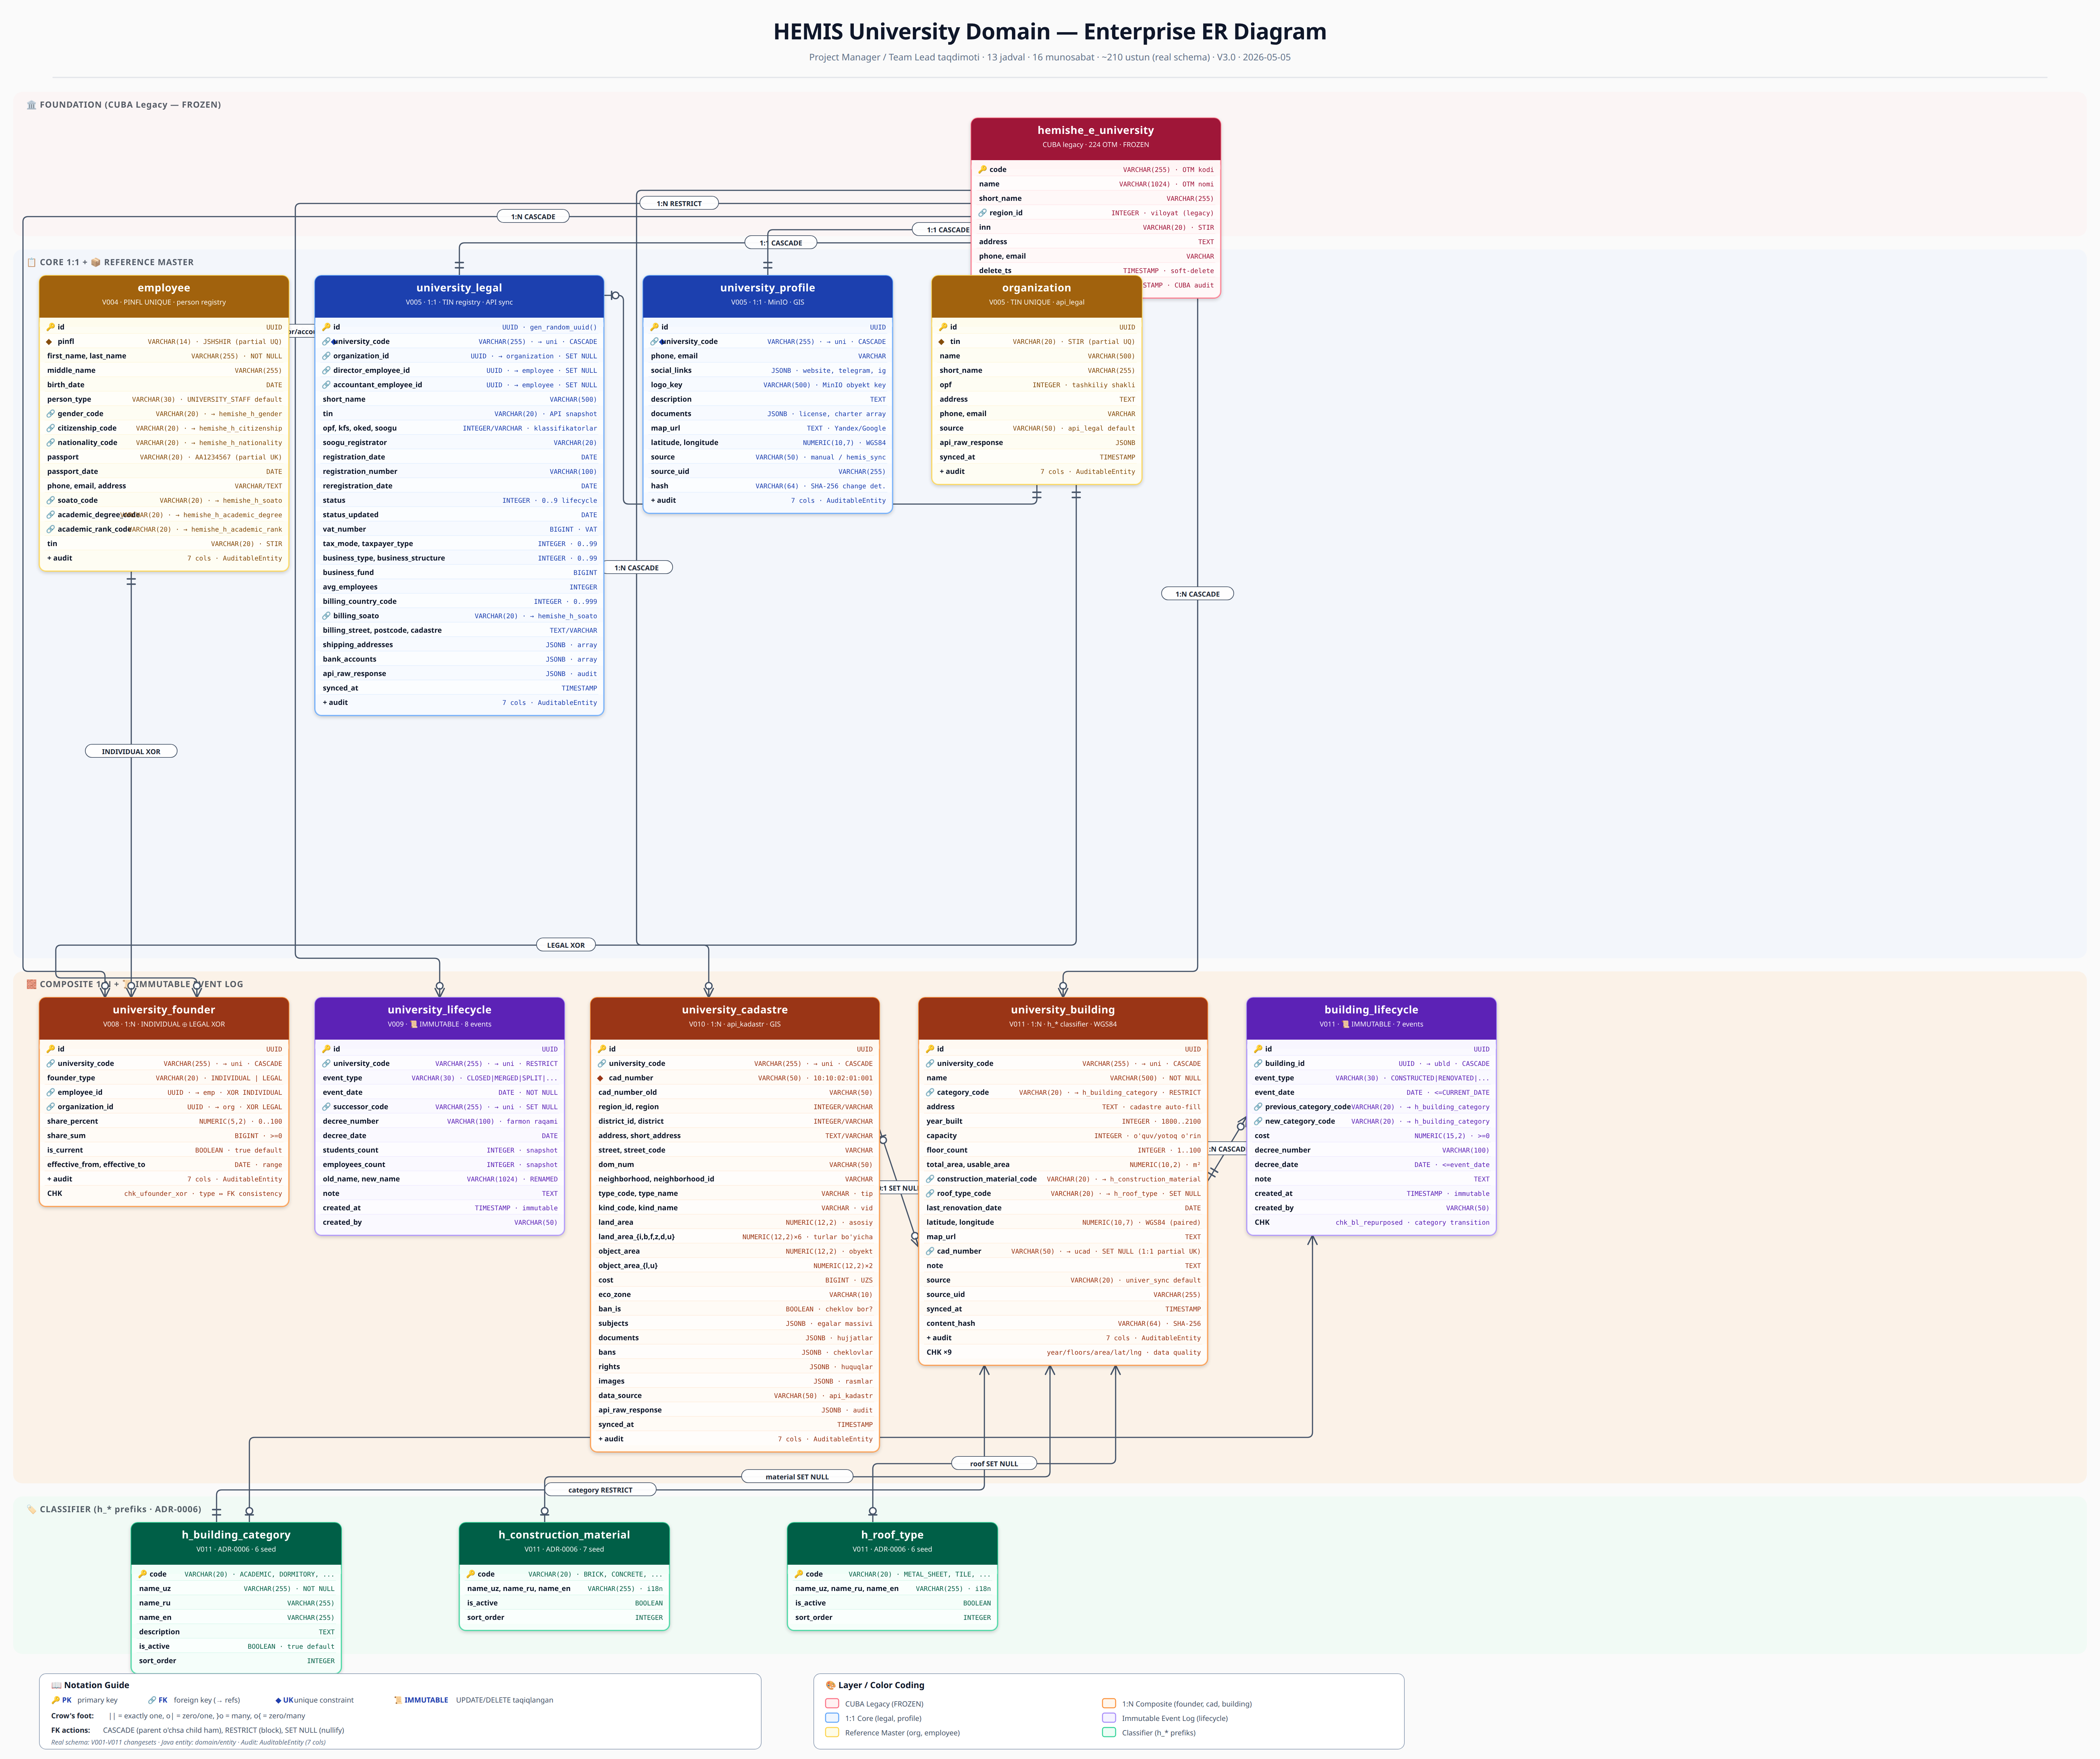 HEMIS University Domain — Enterprise ER Diagram
Project Manager / Team Lead taqdimoti · 13 jadval · 16 munosabat · ~210 ustun (real schema) · V3.0 · 2026-05-05
🏛️ FOUNDATION (CUBA Legacy — FROZEN)
hemishe_e_university
CUBA legacy · 224 OTM · FROZEN
🔑 code VARCHAR(255) · OTM kodi
name VARCHAR(1024) · OTM nomi
short_name VARCHAR(255)
🔗 region_id INTEGER · viloyat (legacy)
inn VARCHAR(20) · STIR
address TEXT
phone, email VARCHAR
delete_ts TIMESTAMP · soft-delete
STAMP · CUBA audit
1:N RESTRICT
1:N CASCADE
1:1 CASCADE
1:1 CASCADE
📋 CORE 1:1 + 📦 REFERENCE MASTER
employee
V004 · PINFL UNIQUE · person registry
🔑 id UUID
◆ pinfl VARCHAR(14) · JSHSHIR (partial UQ)
first_name, last_name VARCHAR(255) · NOT NULL
middle_name VARCHAR(255)
birth_date DATE
person_type VARCHAR(30) · UNIVERSITY_STAFF default
🔗 gender_code VARCHAR(20) · → hemishe_h_gender
🔗 citizenship_code VARCHAR(20) · → hemishe_h_citizenship
🔗 nationality_code VARCHAR(20) · → hemishe_h_nationality
passport VARCHAR(20) · AA1234567 (partial UK)
passport_date DATE
phone, email, address VARCHAR/TEXT
🔗 soato_code VARCHAR(20) · → hemishe_h_soato
🔗 academic_degree_code VARCHAR(20) · → hemishe_h_academic_degree
🔗 academic_rank_code VARCHAR(20) · → hemishe_h_academic_rank
tin VARCHAR(20) · STIR
+ audit 7 cols · AuditableEntity
university_legal
V005 · 1:1 · TIN registry · API sync
🔑 id UUID · gen_random_uuid()
🔗◆university_code VARCHAR(255) · → uni · CASCADE
🔗 organization_id UUID · → organization · SET NULL
🔗 director_employee_id UUID · → employee · SET NULL
🔗 accountant_employee_id UUID · → employee · SET NULL
short_name VARCHAR(500)
tin VARCHAR(20) · API snapshot
opf, kfs, oked, soogu INTEGER/VARCHAR · klassifikatorlar
soogu_registrator VARCHAR(20)
registration_date DATE
registration_number VARCHAR(100)
reregistration_date DATE
status INTEGER · 0..9 lifecycle
status_updated DATE
vat_number BIGINT · VAT
tax_mode, taxpayer_type INTEGER · 0..99
business_type, business_structure INTEGER · 0..99
business_fund BIGINT
avg_employees INTEGER
billing_country_code INTEGER · 0..999
🔗 billing_soato VARCHAR(20) · → hemishe_h_soato
billing_street, postcode, cadastre TEXT/VARCHAR
shipping_addresses JSONB · array
bank_accounts JSONB · array
api_raw_response JSONB · audit
synced_at TIMESTAMP
+ audit 7 cols · AuditableEntity
university_profile
V005 · 1:1 · MinIO · GIS
🔑 id UUID
🔗◆university_code VARCHAR(255) · → uni · CASCADE
phone, email VARCHAR
social_links JSONB · website, telegram, ig
logo_key VARCHAR(500) · MinIO obyekt key
description TEXT
documents JSONB · license, charter array
map_url TEXT · Yandex/Google
latitude, longitude NUMERIC(10,7) · WGS84
source VARCHAR(50) · manual / hemis_sync
source_uid VARCHAR(255)
hash VARCHAR(64) · SHA-256 change det.
+ audit 7 cols · AuditableEntity
organization
V005 · TIN UNIQUE · api_legal
🔑 id UUID
◆ tin VARCHAR(20) · STIR (partial UQ)
name VARCHAR(500)
short_name VARCHAR(255)
opf INTEGER · tashkiliy shakli
address TEXT
phone, email VARCHAR
source VARCHAR(50) · api_legal default
api_raw_response JSONB
synced_at TIMESTAMP
+ audit 7 cols · AuditableEntity
1:N CASCADE
1:N CASCADE
INDIVIDUAL XOR
LEGAL XOR
🧱 COMPOSITE 1:N + 📜 IMMUTABLE EVENT LOG
university_founder
V008 · 1:N · INDIVIDUAL ⊕ LEGAL XOR
🔑 id UUID
🔗 university_code VARCHAR(255) · → uni · CASCADE
founder_type VARCHAR(20) · INDIVIDUAL | LEGAL
🔗 employee_id UUID · → emp · XOR INDIVIDUAL
🔗 organization_id UUID · → org · XOR LEGAL
share_percent NUMERIC(5,2) · 0..100
share_sum BIGINT · >=0
is_current BOOLEAN · true default
effective_from, effective_to DATE · range
+ audit 7 cols · AuditableEntity
CHK chk_ufounder_xor · type ↔ FK consistency
university_lifecycle
V009 · 📜 IMMUTABLE · 8 events
🔑 id UUID
🔗 university_code VARCHAR(255) · → uni · RESTRICT
event_type VARCHAR(30) · CLOSED|MERGED|SPLIT|...
event_date DATE · NOT NULL
🔗 successor_code VARCHAR(255) · → uni · SET NULL
decree_number VARCHAR(100) · farmon raqami
decree_date DATE
students_count INTEGER · snapshot
employees_count INTEGER · snapshot
old_name, new_name VARCHAR(1024) · RENAMED
note TEXT
created_at TIMESTAMP · immutable
created_by VARCHAR(50)
university_cadastre
V010 · 1:N · api_kadastr · GIS
🔑 id UUID
🔗 university_code VARCHAR(255) · → uni · CASCADE
◆ cad_number VARCHAR(50) · 10:10:02:01:001
cad_number_old VARCHAR(50)
region_id, region INTEGER/VARCHAR
district_id, district INTEGER/VARCHAR
address, short_address TEXT/VARCHAR
street, street_code VARCHAR
dom_num VARCHAR(50)
neighborhood, neighborhood_id VARCHAR
type_code, type_name VARCHAR · tip
kind_code, kind_name VARCHAR · vid
land_area NUMERIC(12,2) · asosiy
land_area_{i,b,f,z,d,u} NUMERIC(12,2)×6 · turlar bo'yicha
object_area NUMERIC(12,2) · obyekt
object_area_{l,u} NUMERIC(12,2)×2
cost BIGINT · UZS
eco_zone VARCHAR(10)
ban_is BOOLEAN · cheklov bor?
subjects JSONB · egalar massivi
documents JSONB · hujjatlar
bans JSONB · cheklovlar
rights JSONB · huquqlar
images JSONB · rasmlar
data_source VARCHAR(50) · api_kadastr
api_raw_response JSONB · audit
synced_at TIMESTAMP
+ audit 7 cols · AuditableEntity
:1 SET NULL
university_building
V011 · 1:N · h_* classifier · WGS84
🔑 id UUID
🔗 university_code VARCHAR(255) · → uni · CASCADE
name VARCHAR(500) · NOT NULL
🔗 category_code VARCHAR(20) · → h_building_category · RESTRICT
address TEXT · cadastre auto-fill
year_built INTEGER · 1800..2100
capacity INTEGER · o'quv/yotoq o'rin
floor_count INTEGER · 1..100
total_area, usable_area NUMERIC(10,2) · m²
🔗 construction_material_code VARCHAR(20) · → h_construction_material
🔗 roof_type_code VARCHAR(20) · → h_roof_type · SET NULL
last_renovation_date DATE
latitude, longitude NUMERIC(10,7) · WGS84 (paired)
map_url TEXT
🔗 cad_number VARCHAR(50) · → ucad · SET NULL (1:1 partial UK)
note TEXT
source VARCHAR(20) · univer_sync default
source_uid VARCHAR(255)
synced_at TIMESTAMP
content_hash VARCHAR(64) · SHA-256
+ audit 7 cols · AuditableEntity
CHK ×9 year/floors/area/lat/lng · data quality
:N CASCAD
building_lifecycle
V011 · 📜 IMMUTABLE · 7 events
🔑 id UUID
🔗 building_id UUID · → ubld · CASCADE
event_type VARCHAR(30) · CONSTRUCTED|RENOVATED|...
event_date DATE · <=CURRENT_DATE
🔗 previous_category_code VARCHAR(20) · → h_building_category
🔗 new_category_code VARCHAR(20) · → h_building_category
cost NUMERIC(15,2) · >=0
decree_number VARCHAR(100)
decree_date DATE · <=event_date
note TEXT
created_at TIMESTAMP · immutable
created_by VARCHAR(50)
CHK chk_bl_repurposed · category transition
roof SET NULL
material SET NULL
category RESTRICT
🏷️ CLASSIFIER (h_* prefiks · ADR-0006)
h_building_category
V011 · ADR-0006 · 6 seed
🔑 code VARCHAR(20) · ACADEMIC, DORMITORY, ...
name_uz VARCHAR(255) · NOT NULL
name_ru VARCHAR(255)
name_en VARCHAR(255)
description TEXT
is_active BOOLEAN · true default
sort_order INTEGER
h_construction_material
V011 · ADR-0006 · 7 seed
🔑 code VARCHAR(20) · BRICK, CONCRETE, ...
name_uz, name_ru, name_en VARCHAR(255) · i18n
is_active BOOLEAN
sort_order INTEGER
h_roof_type
V011 · ADR-0006 · 6 seed
🔑 code VARCHAR(20) · METAL_SHEET, TILE, ...
name_uz, name_ru, name_en VARCHAR(255) · i18n
is_active BOOLEAN
sort_order INTEGER
📖 Notation Guide
🔑 PK primary key 🔗 FK foreign key (→ refs) ◆ UK unique constraint 📜 IMMUTABLE UPDATE/DELETE taqiqlangan
Crow's foot: || = exactly one, o| = zero/one, }o = many, o{ = zero/many
FK actions: CASCADE (parent o'chsa child ham), RESTRICT (block), SET NULL (nullify)
Real schema: V001-V011 changesets · Java entity: domain/entity · Audit: AuditableEntity (7 cols)
🎨 Layer / Color Coding
CUBA Legacy (FROZEN)
1:1 Core (legal, profile)
Reference Master (org, employee)
1:N Composite (founder, cad, building)
Immutable Event Log (lifecycle)
Classifier (h_* prefiks)